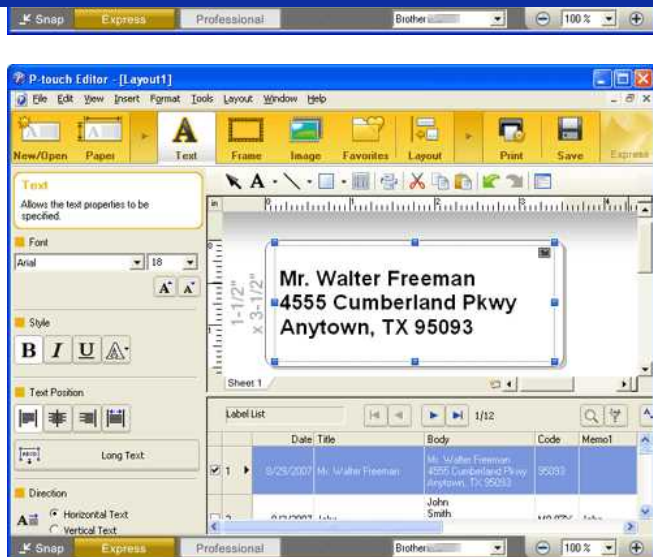 Snap Express Professional Brother 100 %
P-touch Editor - [Layout1]
File Edit View Insert Format Tools Layout Window Help
New/Open Paper Text Frame Image Favorites Layout Print Save Express
Text
Allows the text properties to be
specified.
Font
Arial 18
A A
Style
B I U A
Text Position
Long Text
Direction
Horizontal Text
Vertical Text
in
1-1/2"
x 3-1/2"
Mr. Walter Freeman
4555 Cumberland Pkwy
Anytown, TX 95093
Sheet 1
Label List 1/12
Date Title Body Code Memo1
1 8/29/2007 Mr. Walter Freeman Mr. Walter Freeman 95093
4555 Cumberland Pkwy
Anytown, TX 95093
John
Smith
Snap Express Professional Brother 100 %